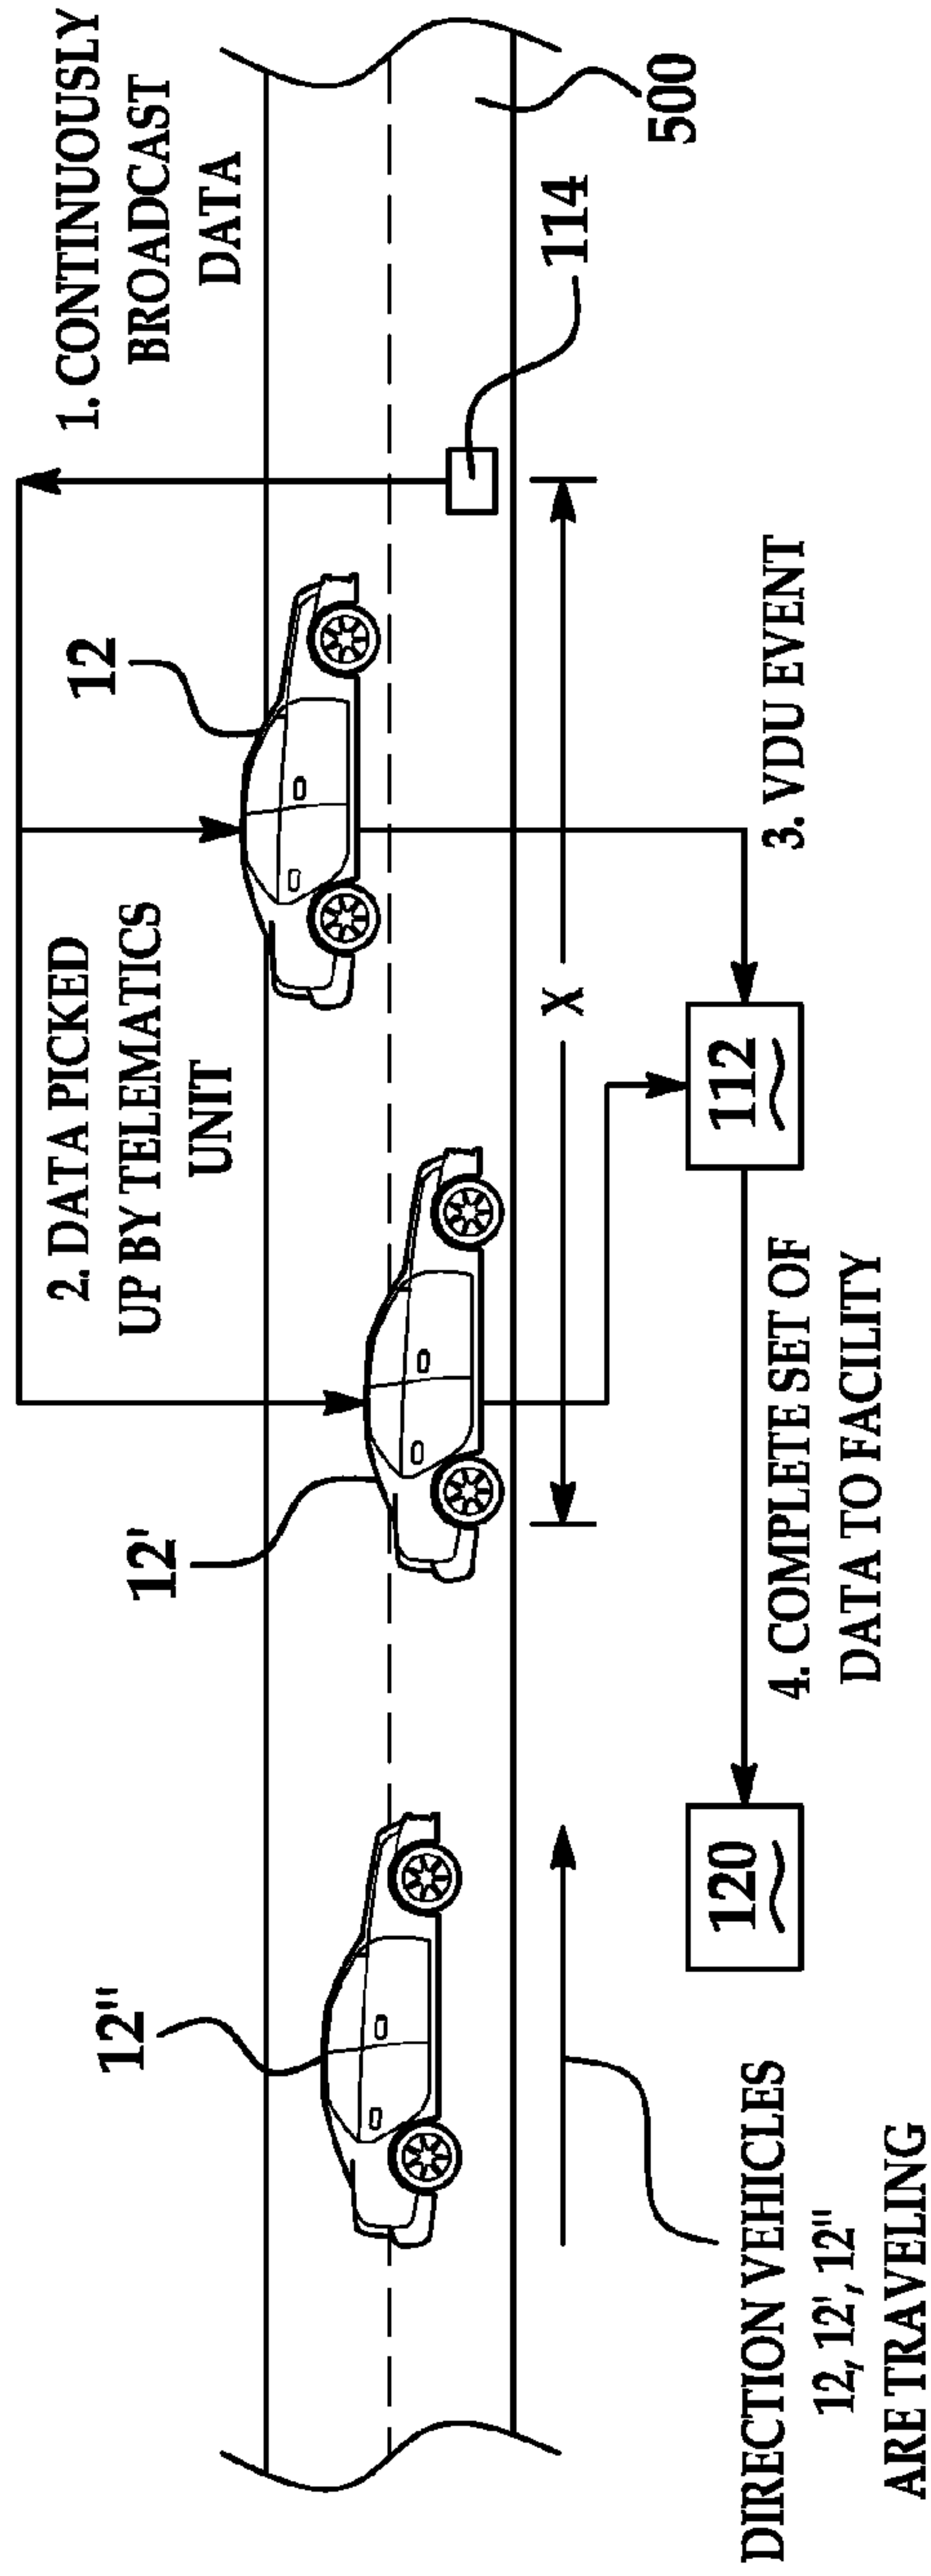 1. CONTINUOUSLY
BROADCAST
DATA
2. DATA PICKED
UP BY TELEMATICS
UNIT
12
12'
12"
114
500
X
3. VDU EVENT
112
4. COMPLETE SET OF
DATA TO FACILITY
120
DIRECTION VEHICLES
12, 12', 12"
ARE TRAVELING